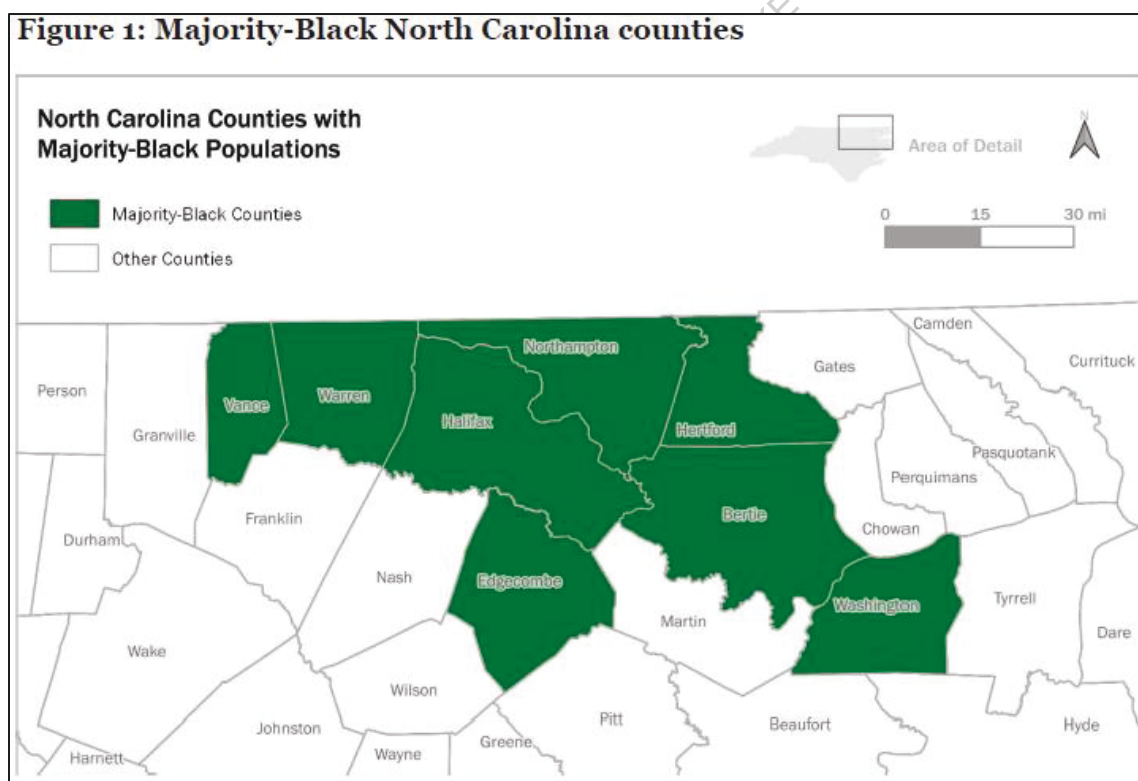 Figure 1: Majority-Black North Carolina counties
North Carolina Counties with
Majority-Black Populations
N
Area of Detail
Majority-Black Counties
0 15 30 mi
Other Counties
Camden
Northampton
Gates
Currituck
Person
Warren
Vance
Halifax
Hertford
Granville
Pasquotank
Perquimans
Bertie
Franklin
Chowan
Durham
Nash
Edgecombe
Washington
Tyrrell
Martin
Dare
Wake
Wilson
Pitt
Beaufort
Hyde
Johnston
Greene
Wayne
Harnett